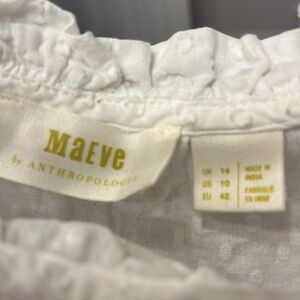 Maeve
by ANTHROPOLOGIE
UK 14
US 10
EU 42
MADE IN
INDIA
FABRIQUÉ
EN INDE